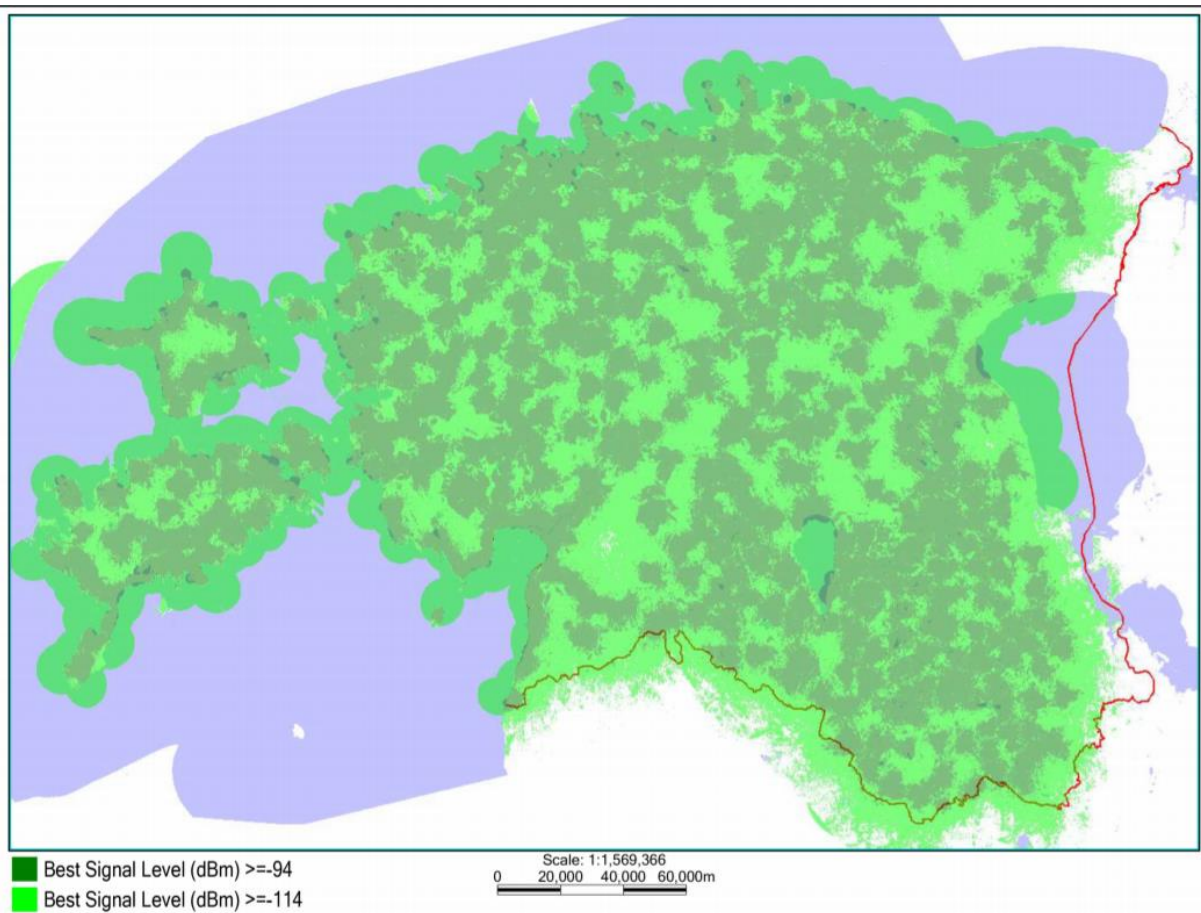 Best Signal Level (dBm) >=-94
Best Signal Level (dBm) >=-114
Scale: 1:1,569,366
0 20,000 40,000 60,000m